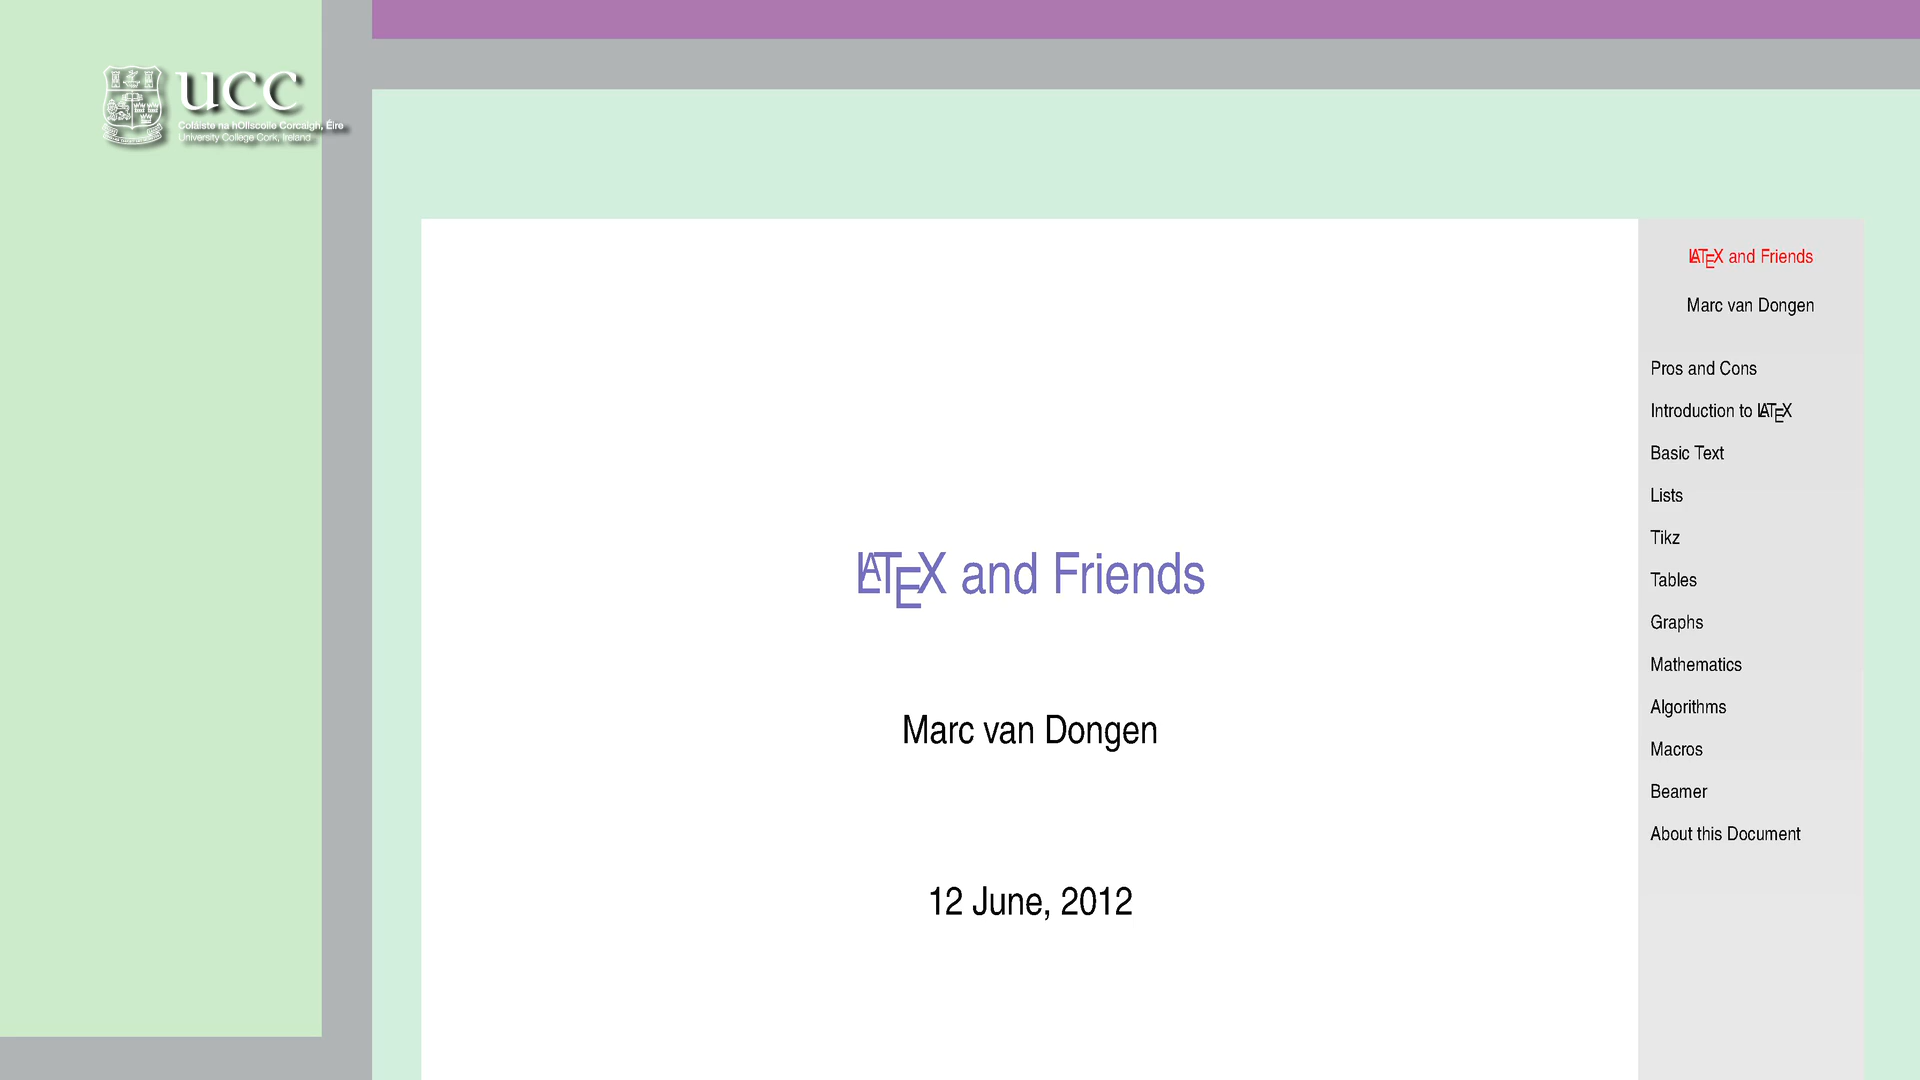 ucc
Coláiste na hOllscoile Corcaigh, Éire
University College Cork, Ireland
LATEX and Friends
Marc van Dongen
12 June, 2012
LATEX and Friends
Marc van Dongen
Pros and Cons
Introduction to LATEX
Basic Text
Lists
Tikz
Tables
Graphs
Mathematics
Algorithms
Macros
Beamer
About this Document